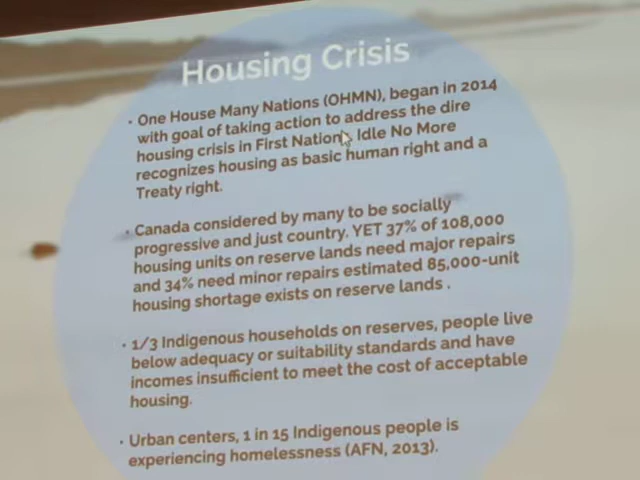 Housing Crisis
• One House Many Nations (OHMN), began in 2014
with goal of taking action to address the dire
housing crisis in First Nations. Idle No More
recognizes housing as basic human right and a
Treaty right.
• Canada considered by many to be socially
progressive and just country. YET 37% of 108,000
housing units on reserve lands need major repairs
and 34% need minor repairs estimated 85,000-unit
housing shortage exists on reserve lands .
• 1/3 Indigenous households on reserves, people live
below adequacy or suitability standards and have
incomes insufficient to meet the cost of acceptable
housing.
• Urban centers, 1 in 15 Indigenous people is
experiencing homelessness (AFN, 2013).